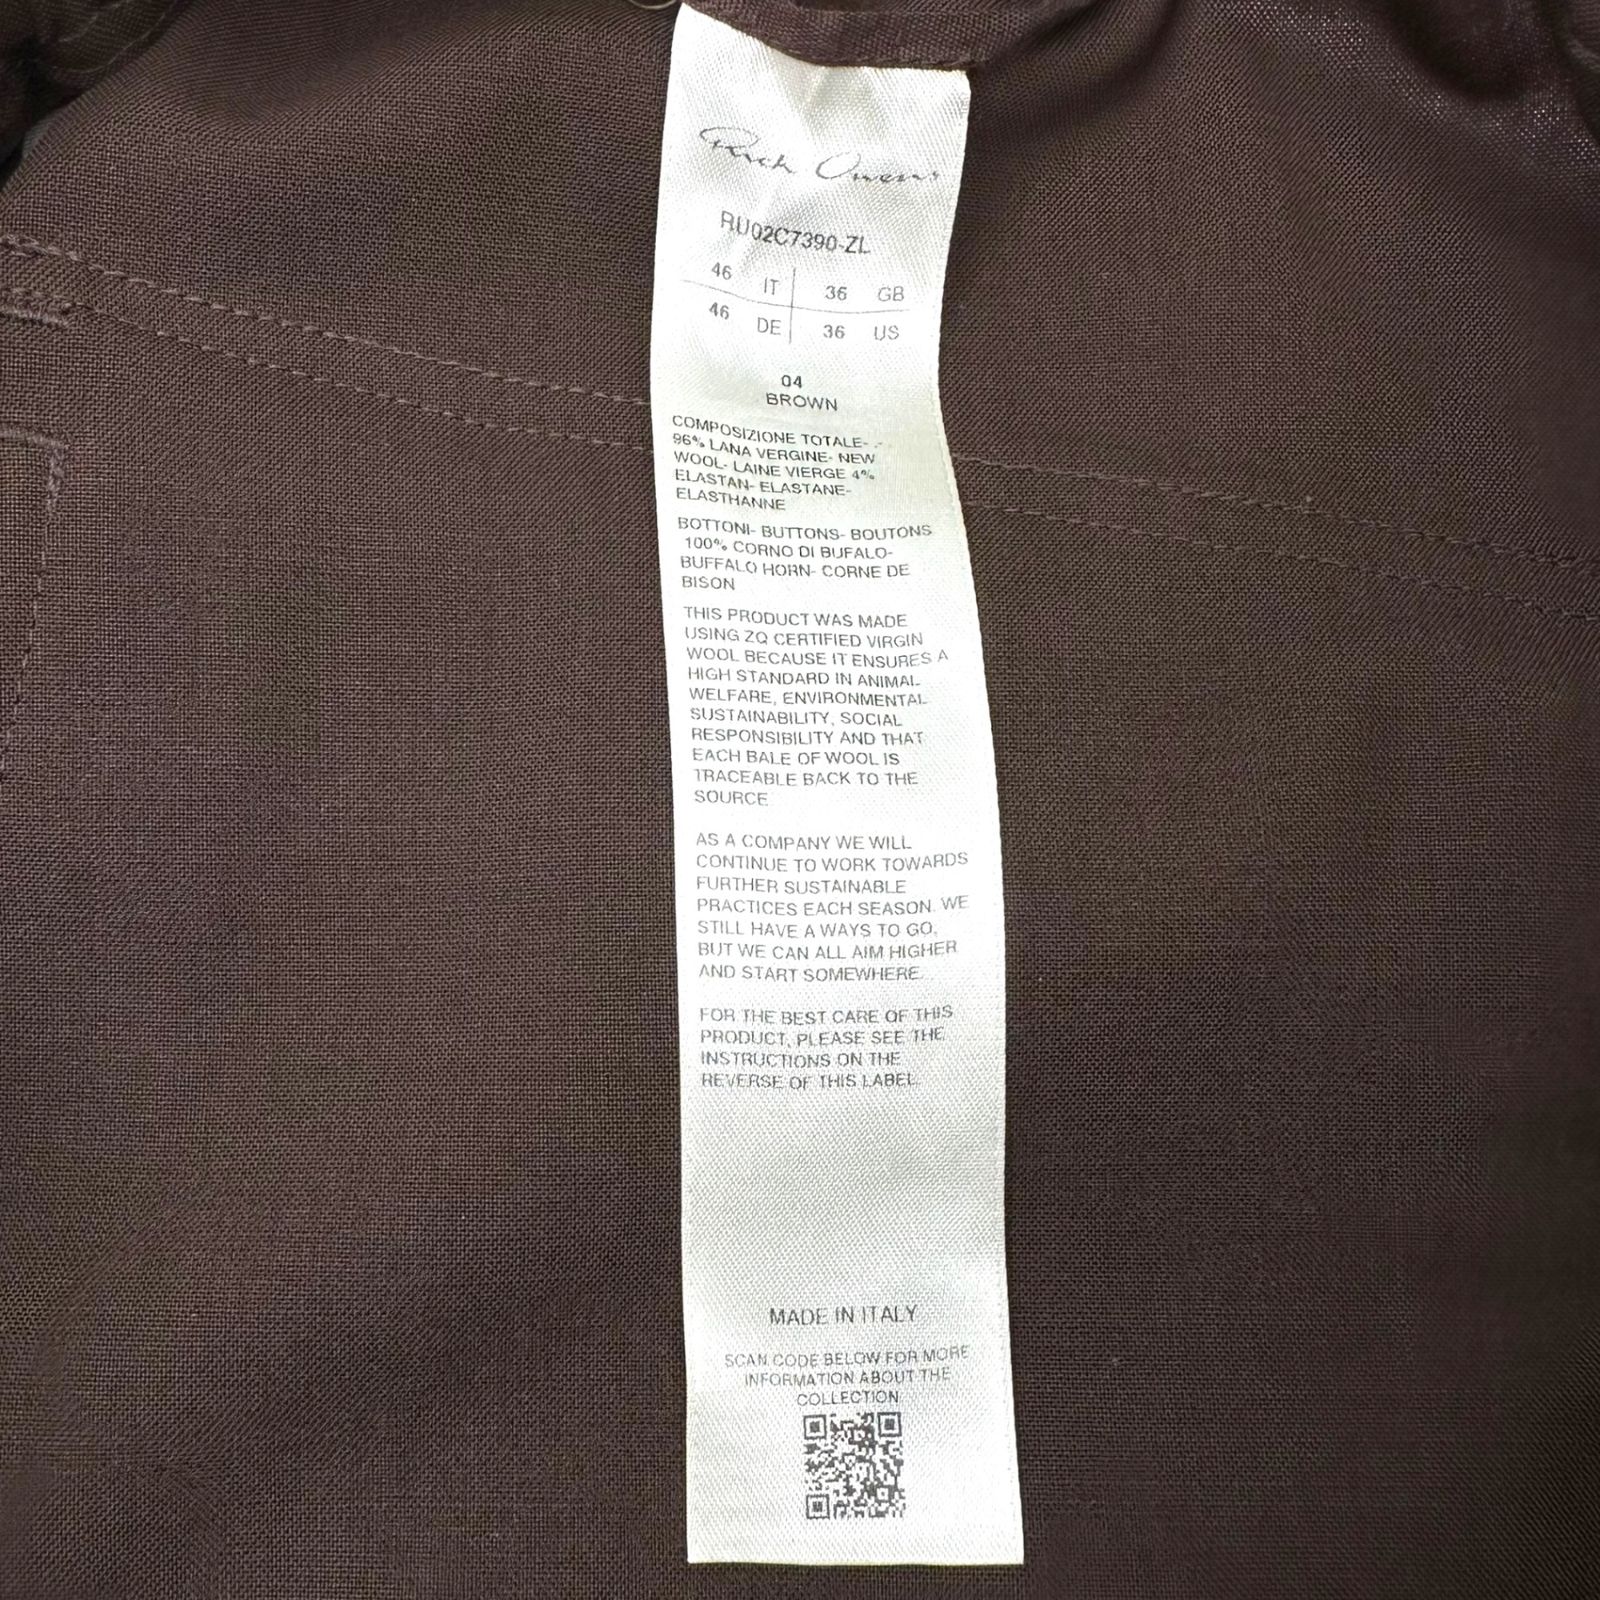 Rick Owens
RU02C7390-ZL
46 IT 36 GB
46 DE 36 US
04
BROWN
COMPOSIZIONE TOTALE- .-
96% LANA VERGINE- NEW
WOOL- LAINE VIERGE 4%
ELASTAN- ELASTANE-
ELASTHANNE
BOTTONI- BUTTONS- BOUTONS
100% CORNO DI BUFALO-
BUFFALO HORN- CORNE DE
BISON
THIS PRODUCT WAS MADE
USING ZQ CERTIFIED VIRGIN
WOOL BECAUSE IT ENSURES A
HIGH STANDARD IN ANIMAL
WELFARE, ENVIRONMENTAL
SUSTAINABILITY, SOCIAL
RESPONSIBILITY AND THAT
EACH BALE OF WOOL IS
TRACEABLE BACK TO THE
SOURCE
AS A COMPANY WE WILL
CONTINUE TO WORK TOWARDS
FURTHER SUSTAINABLE
PRACTICES EACH SEASON. WE
STILL HAVE A WAYS TO GO,
BUT WE CAN ALL AIM HIGHER
AND START SOMEWHERE.
FOR THE BEST CARE OF THIS
PRODUCT, PLEASE SEE THE
INSTRUCTIONS ON THE
REVERSE OF THIS LABEL.
MADE IN ITALY
SCAN CODE BELOW FOR MORE
INFORMATION ABOUT THE
COLLECTION